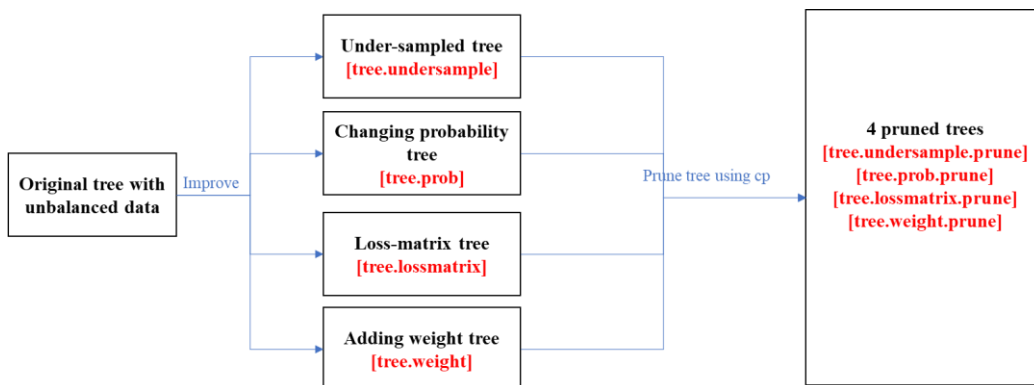 Original tree with
unbalanced data
Improve
Under-sampled tree
[tree.undersample]
Changing probability
tree
[tree.prob]
Loss-matrix tree
[tree.lossmatrix]
Adding weight tree
[tree.weight]
Prune tree using cp
4 pruned trees
[tree.undersample.prune]
[tree.prob.prune]
[tree.lossmatrix.prune]
[tree.weight.prune]